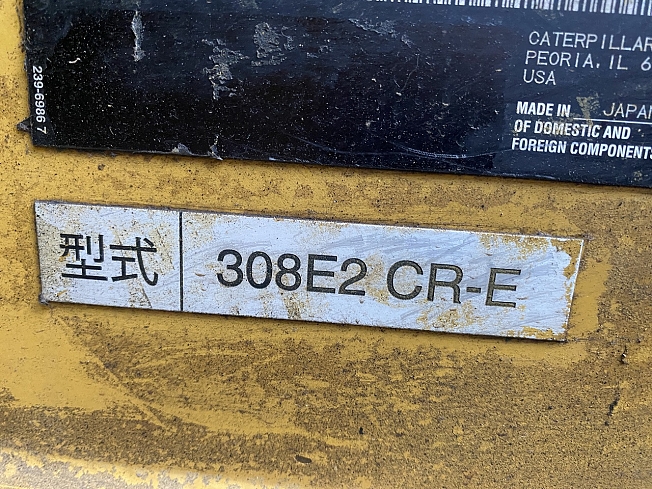 CATERPILLAR
PEORIA, IL 6
USA
MADE IN JAPAN
OF DOMESTIC AND
FOREIGN COMPONENTS
239-6986 7
型式 308E2 CR-E